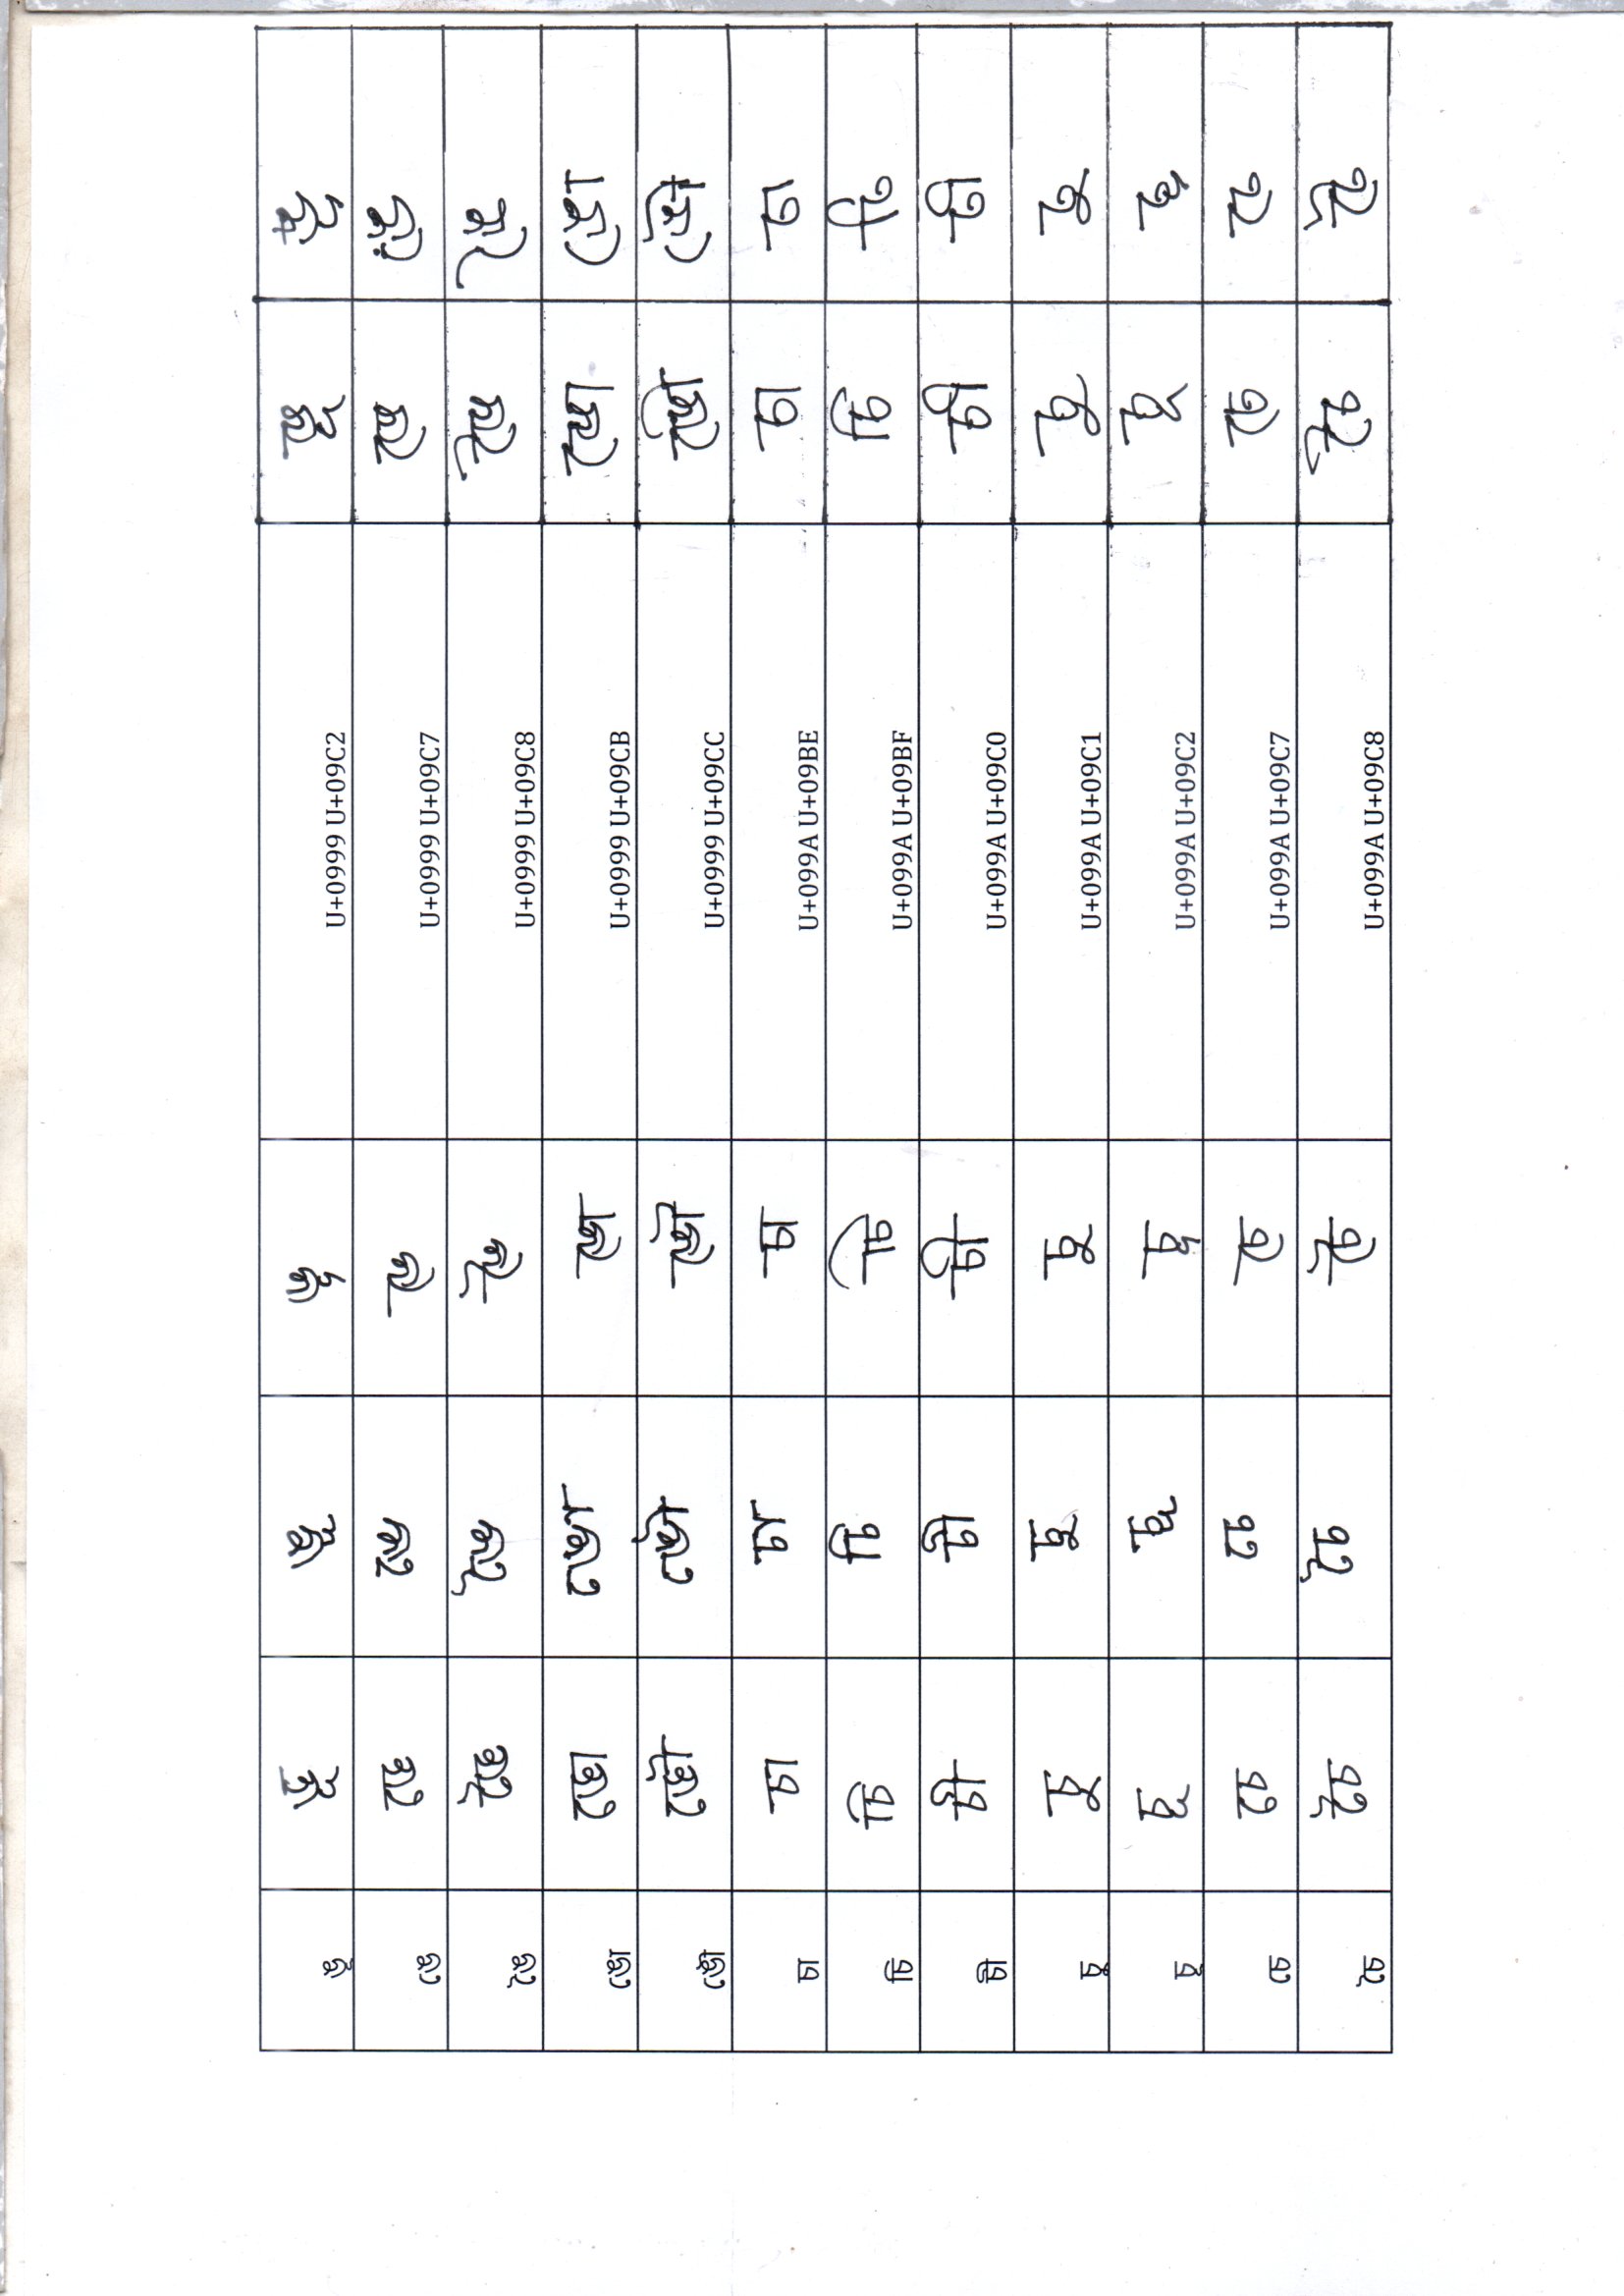 ঙূ ঙূ ঙূ ঙূ U+0999 U+09C2 ঙূ ঙূ
ঙে ঙে ঙে ঙে U+0999 U+09C7 ঙে ঙে
ঙৈ ঙৈ ঙৈ ঙৈ U+0999 U+09C8 ঙৈ ঙৈ
ঙো ঙো ঙো ঙো U+0999 U+09CB ঙো ঙো
ঙৌ ঙৌ ঙৌ ঙৌ U+0999 U+09CC ঙৌ ঙৌ
চা চা চা চা U+099A U+09BE চা চা
চি চি চি চি U+099A U+09BF চি চি
চী চী চী চী U+099A U+09C0 চী চী
চু চু চু চু U+099A U+09C1 চু চু
চূ চূ চূ চূ U+099A U+09C2 চূ চূ
চে চে চে চে U+099A U+09C7 চে চে
চৈ চৈ চৈ চৈ U+099A U+09C8 চৈ চৈ